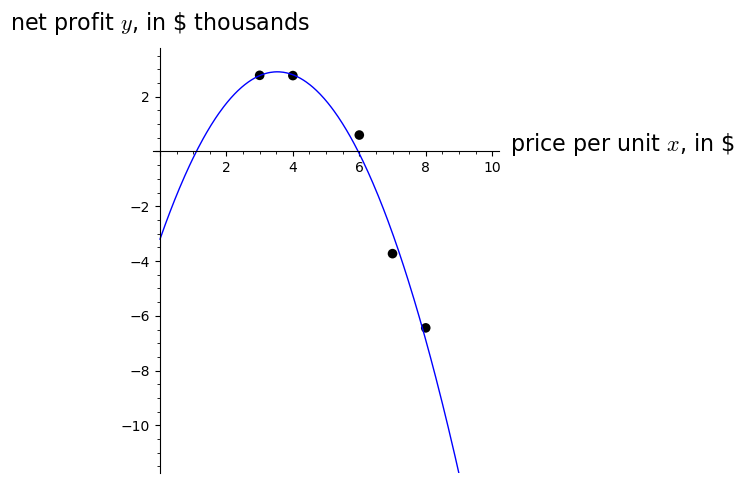 net profit y, in $ thousands
2
price per unit x, in $
2 4 6 8 10
−2
−4
−6
−8
−10